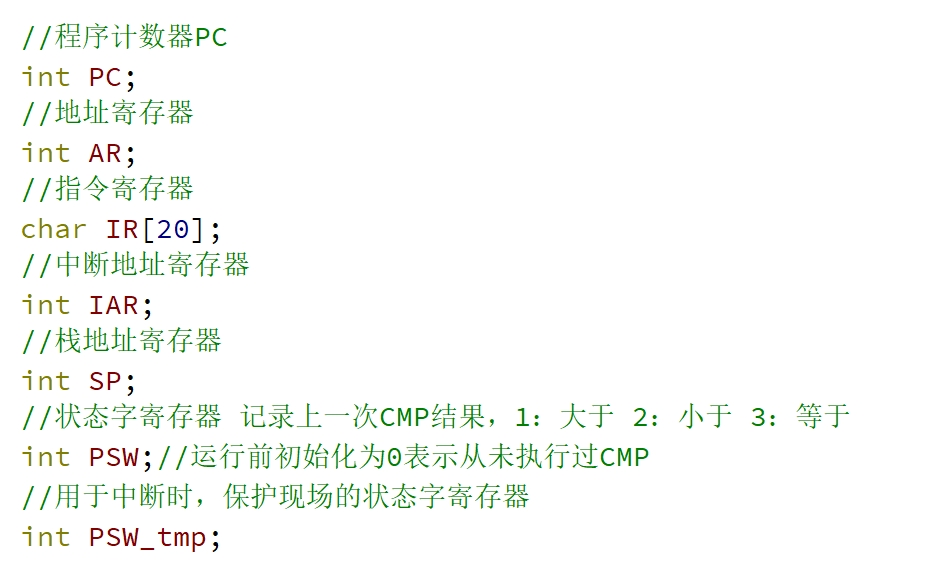 //程序计数器PC
int PC;
//地址寄存器
int AR;
//指令寄存器
char IR[20];
//中断地址寄存器
int IAR;
//栈地址寄存器
int SP;
//状态字寄存器 记录上一次CMP结果，1：大于 2：小于 3：等于
int PSW;//运行前初始化为0表示从未执行过CMP
//用于中断时，保护现场的状态字寄存器
int PSW_tmp;